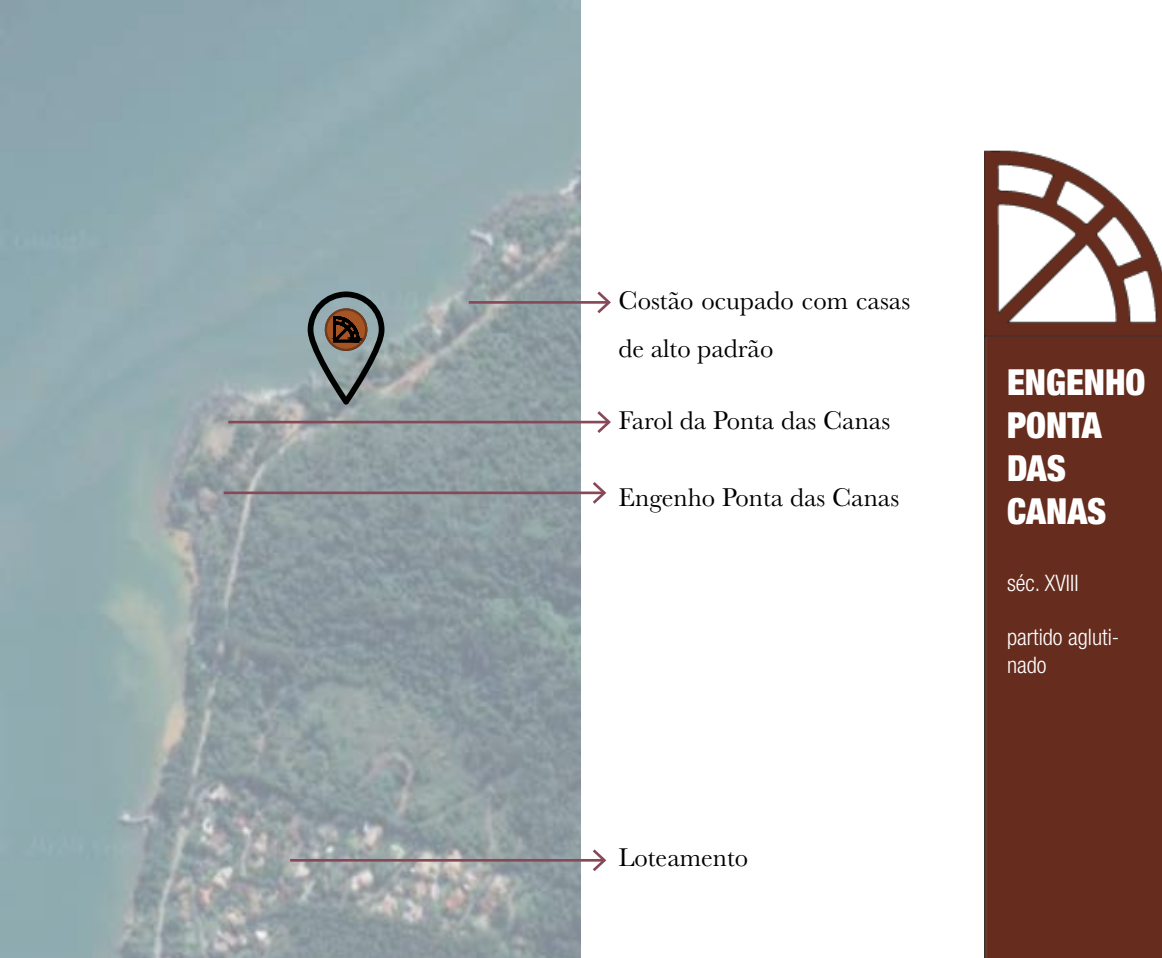 Costão ocupado com casas
de alto padrão
Farol da Ponta das Canas
Engenho Ponta das Canas
Loteamento
ENGENHO
PONTA
DAS
CANAS
séc. XVIII
partido agluti-
nado